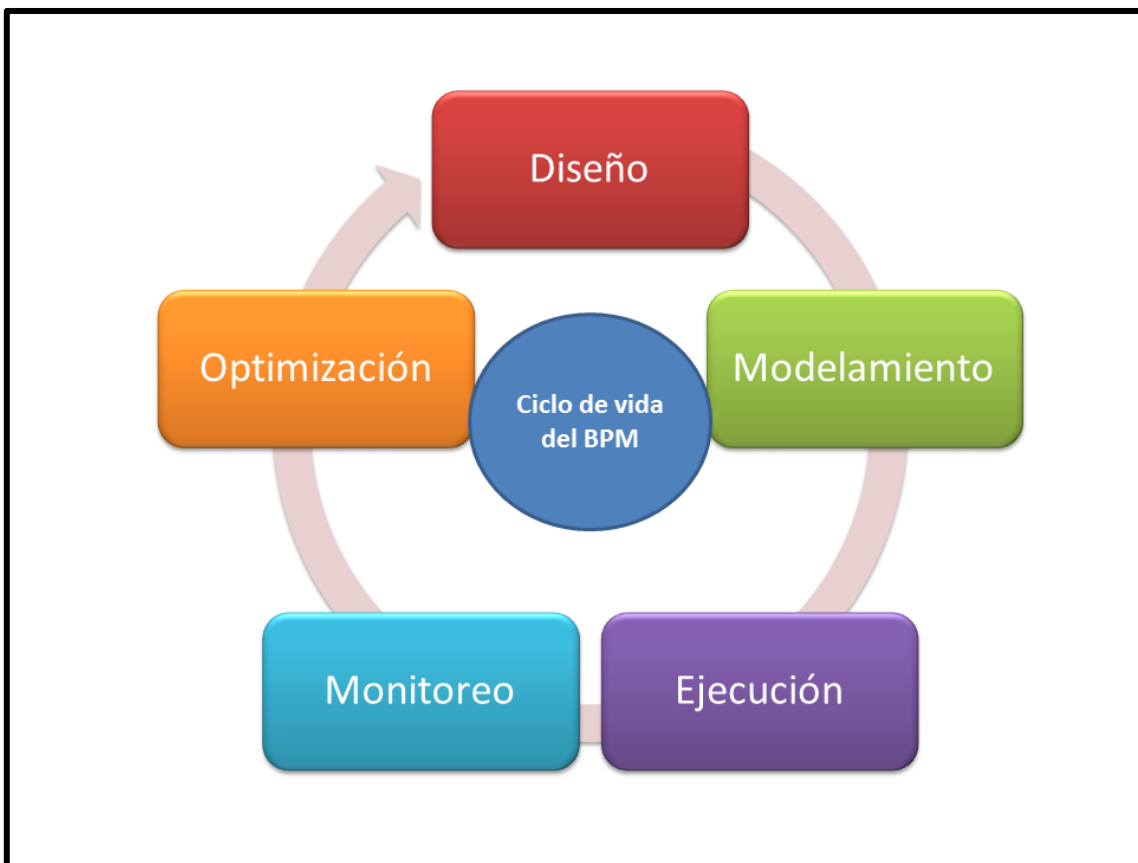 Diseño
Modelamiento
Ejecución
Monitoreo
Optimización
Ciclo de vida
del BPM